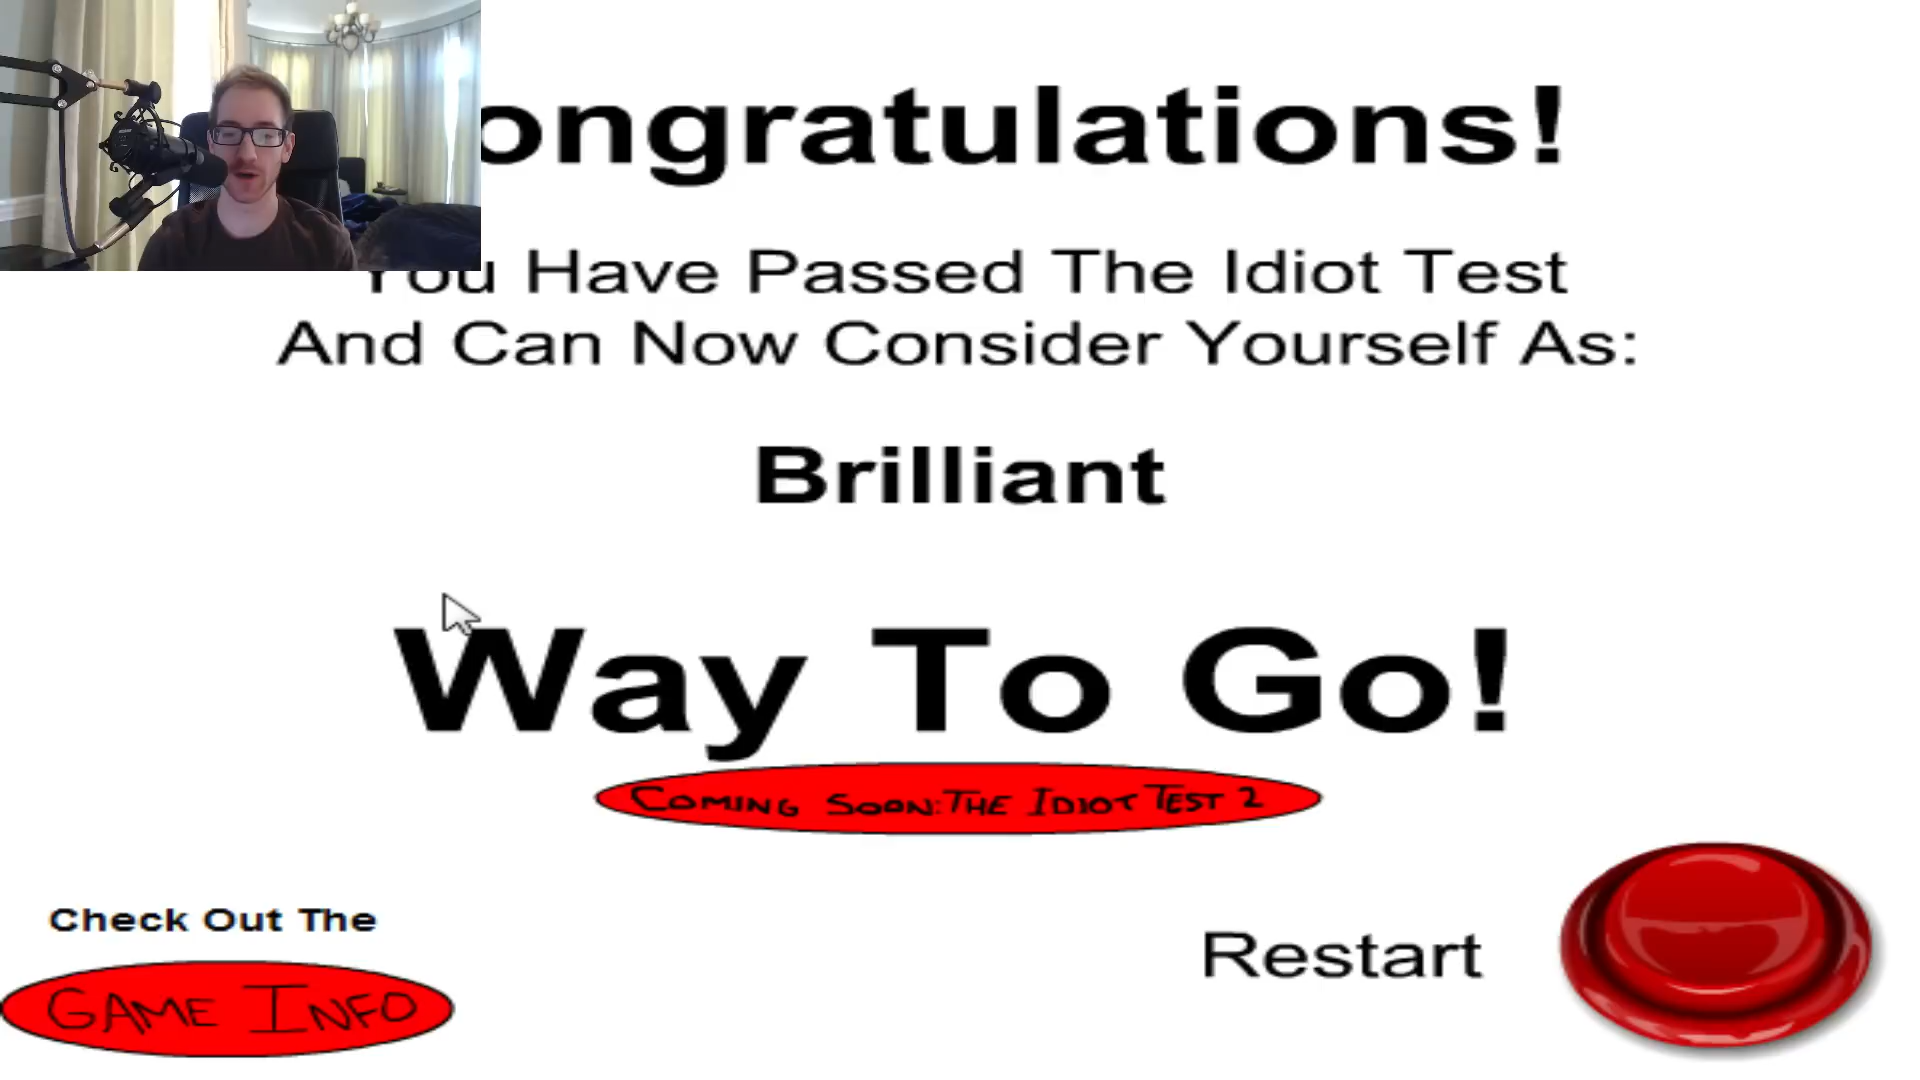 ongratulations!
You Have Passed The Idiot Test
And Can Now Consider Yourself As:
Brilliant
Way To Go!
COMING SOON: THE IDIOT TEST 2
Check Out The
GAME INFO
Restart